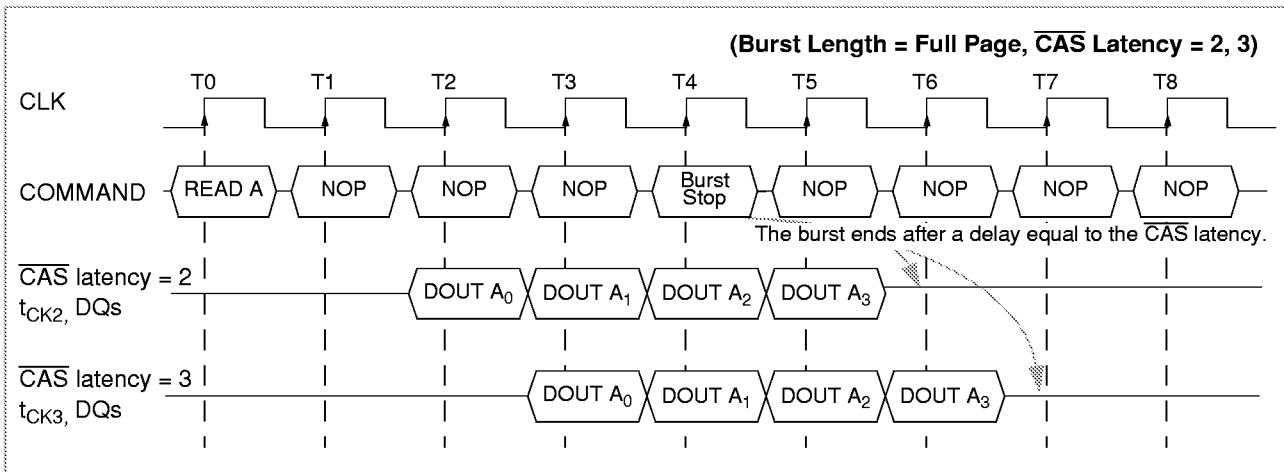 (Burst Length = Full Page, CAS Latency = 2, 3)
T0 T1 T2 T3 T4 T5 T6 T7 T8
CLK
COMMAND READ A NOP NOP NOP Burst Stop NOP NOP NOP NOP
The burst ends after a delay equal to the CAS latency.
CAS latency = 2
tCK2, DQs
DOUT A0 DOUT A1 DOUT A2 DOUT A3
CAS latency = 3
tCK3, DQs
DOUT A0 DOUT A1 DOUT A2 DOUT A3